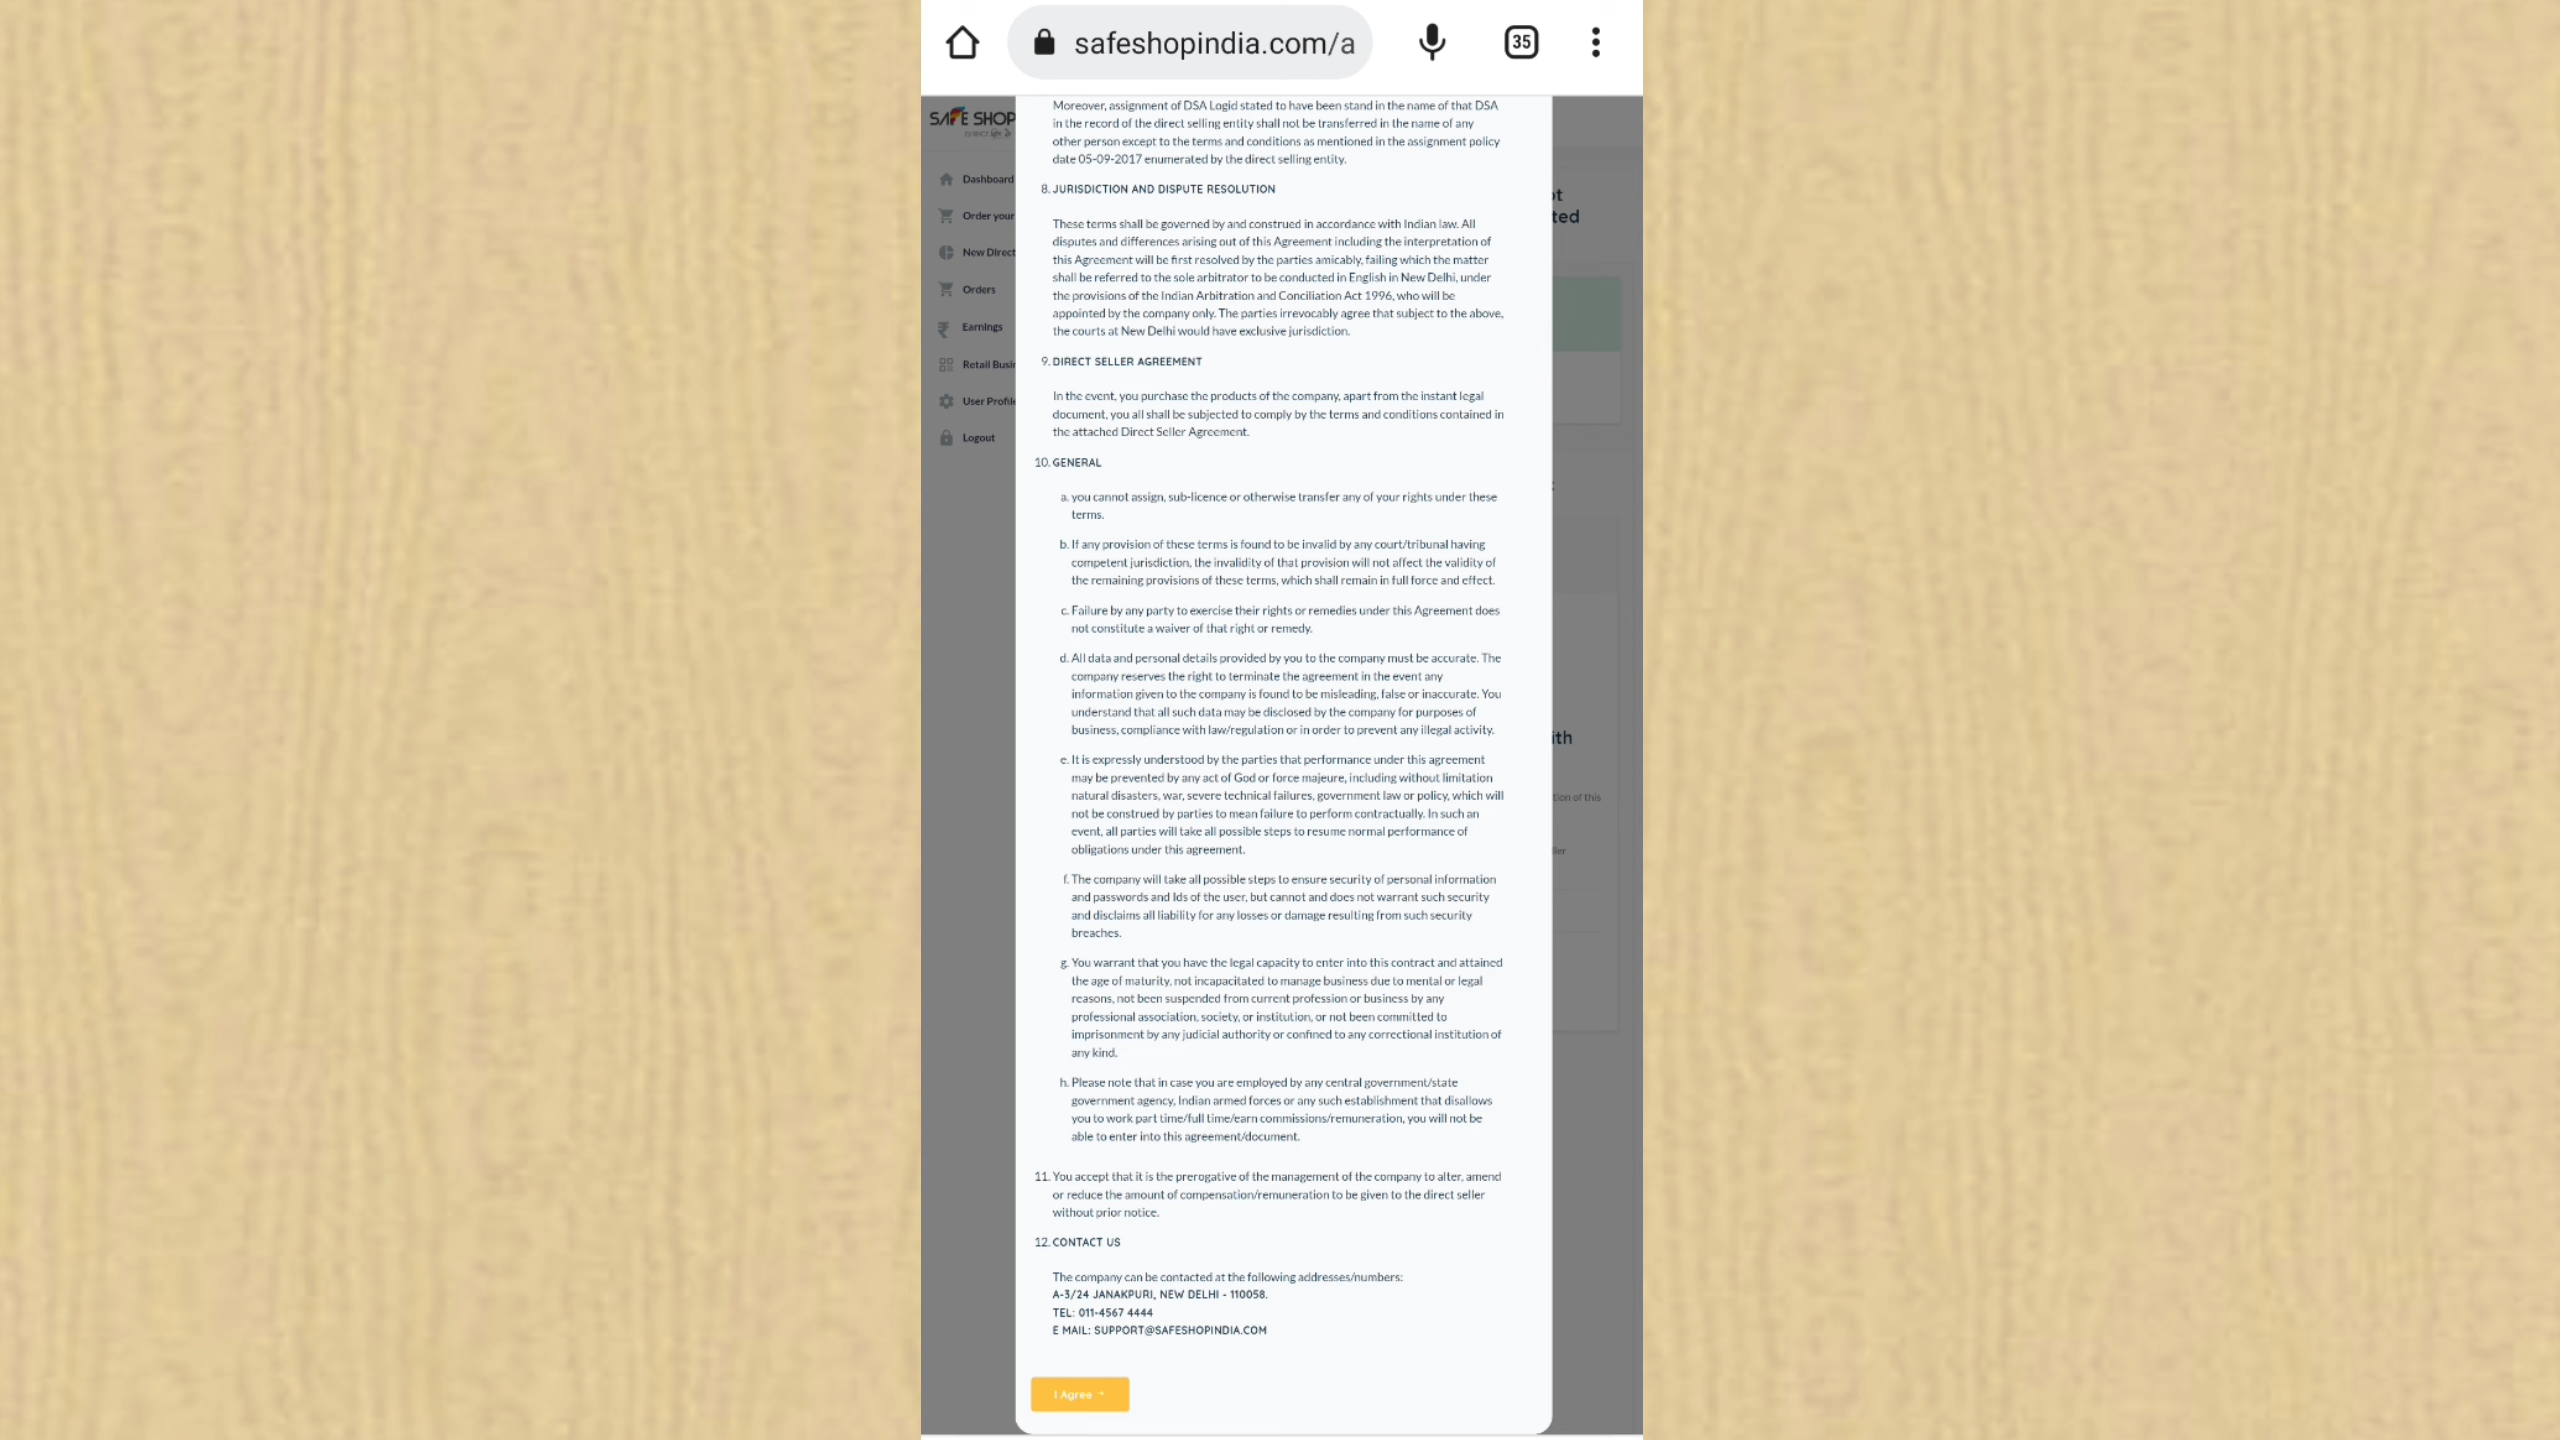 safeshopindia.com/a
35
SAFE SHOP
Dashboard
Order your
New Direct
Orders
Earnings
Retail Busi
User Profile
Logout
Moreover, assignment of DSA Logid stated to have been stand in the name of that DSA
in the record of the direct selling entity shall not be transferred in the name of any
other person except to the terms and conditions as mentioned in the assignment policy
date 05-09-2017 enumerated by the direct selling entity.
8. JURISDICTION AND DISPUTE RESOLUTION
These terms shall be governed by and construed in accordance with Indian law. All
disputes and differences arising out of this Agreement including the interpretation of
this Agreement will be first resolved by the parties amicably, failing which the matter
shall be referred to the sole arbitrator to be conducted in English in New Delhi, under
the provisions of the Indian Arbitration and Conciliation Act 1996, who will be
appointed by the company only. The parties irrevocably agree that subject to the above,
the courts at New Delhi would have exclusive jurisdiction.
9. DIRECT SELLER AGREEMENT
In the event, you purchase the products of the company, apart from the instant legal
document, you all shall be subjected to comply by the terms and conditions contained in
the attached Direct Seller Agreement.
10. GENERAL
a. you cannot assign, sub-licence or otherwise transfer any of your rights under these
terms.
b. If any provision of these terms is found to be invalid by any court/tribunal having
competent jurisdiction, the invalidity of that provision will not affect the validity of
the remaining provisions of these terms, which shall remain in full force and effect.
c. Failure by any party to exercise their rights or remedies under this Agreement does
not constitute a waiver of that right or remedy.
d. All data and personal details provided by you to the company must be accurate. The
company reserves the right to terminate the agreement in the event any
information given to the company is found to be misleading, false or inaccurate. You
understand that all such data may be disclosed by the company for purposes of
business, compliance with law/regulation or in order to prevent any illegal activity.
e. It is expressly understood by the parties that performance under this agreement
may be prevented by any act of God or force majeure, including without limitation
natural disasters, war, severe technical failures, government law or policy, which will
not be construed by parties to mean failure to perform contractually. In such an
event, all parties will take all possible steps to resume normal performance of
obligations under this agreement.
f. The company will take all possible steps to ensure security of personal information
and passwords and Ids of the user, but cannot and does not warrant such security
and disclaims all liability for any losses or damage resulting from such security
breaches.
g. You warrant that you have the legal capacity to enter into this contract and attained
the age of maturity, not incapacitated to manage business due to mental or legal
reasons, not been suspended from current profession or business by any
professional association, society, or institution, or not been committed to
imprisonment by any judicial authority or confined to any correctional institution of
any kind.
h. Please note that in case you are employed by any central government/state
government agency, Indian armed forces or any such establishment that disallows
you to work part time/full time/earn commissions/remuneration, you will not be
able to enter into this agreement/document.
11. You accept that it is the prerogative of the management of the company to alter, amend
or reduce the amount of compensation/remuneration to be given to the direct seller
without prior notice.
12. CONTACT US
The company can be contacted at the following addresses/numbers:
A-3/24 JANAKPURI, NEW DELHI - 110058.
TEL: 011-4567 4444
E MAIL: SUPPORT@SAFESHOPINDIA.COM
I Agree
ot
ted
ith
tion of this
ller